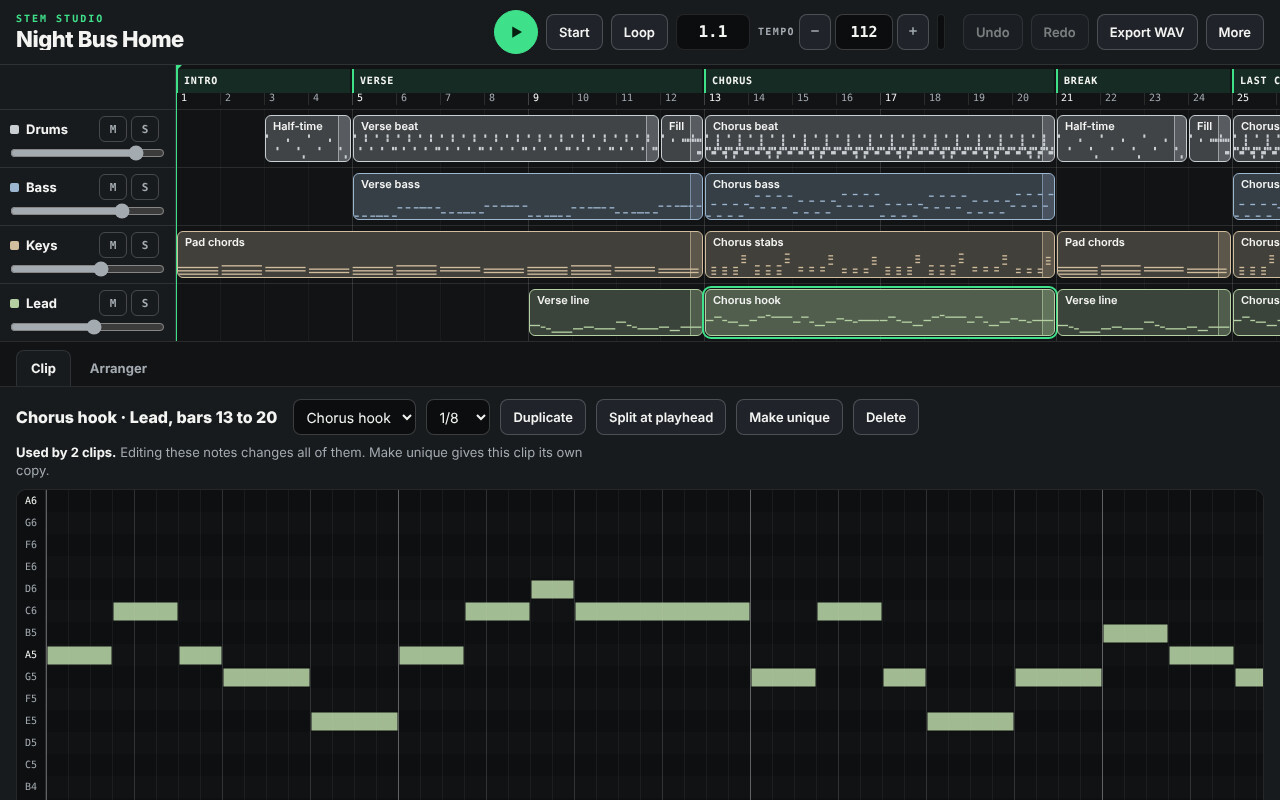 STEM STUDIO
Night Bus Home
Start Loop 1.1 TEMPO − 112 + Undo Redo Export WAV More
INTRO VERSE CHORUS BREAK LAST C
1 2 3 4 5 6 7 8 9 10 11 12 13 14 15 16 17 18 19 20 21 22 23 24 25
Drums M S Half-time Verse beat Fill Chorus beat Half-time Fill Chorus
Bass M S Verse bass Chorus bass Chorus
Keys M S Pad chords Chorus stabs Pad chords Chorus
Lead M S Verse line Chorus hook Verse line Chorus
Clip Arranger
Chorus hook · Lead, bars 13 to 20 Chorus hook 1/8 Duplicate Split at playhead Make unique Delete
Used by 2 clips. Editing these notes changes all of them. Make unique gives this clip its own
copy.
A6
G6
F6
E6
D6
C6
B5
A5
G5
F5
E5
D5
C5
B4